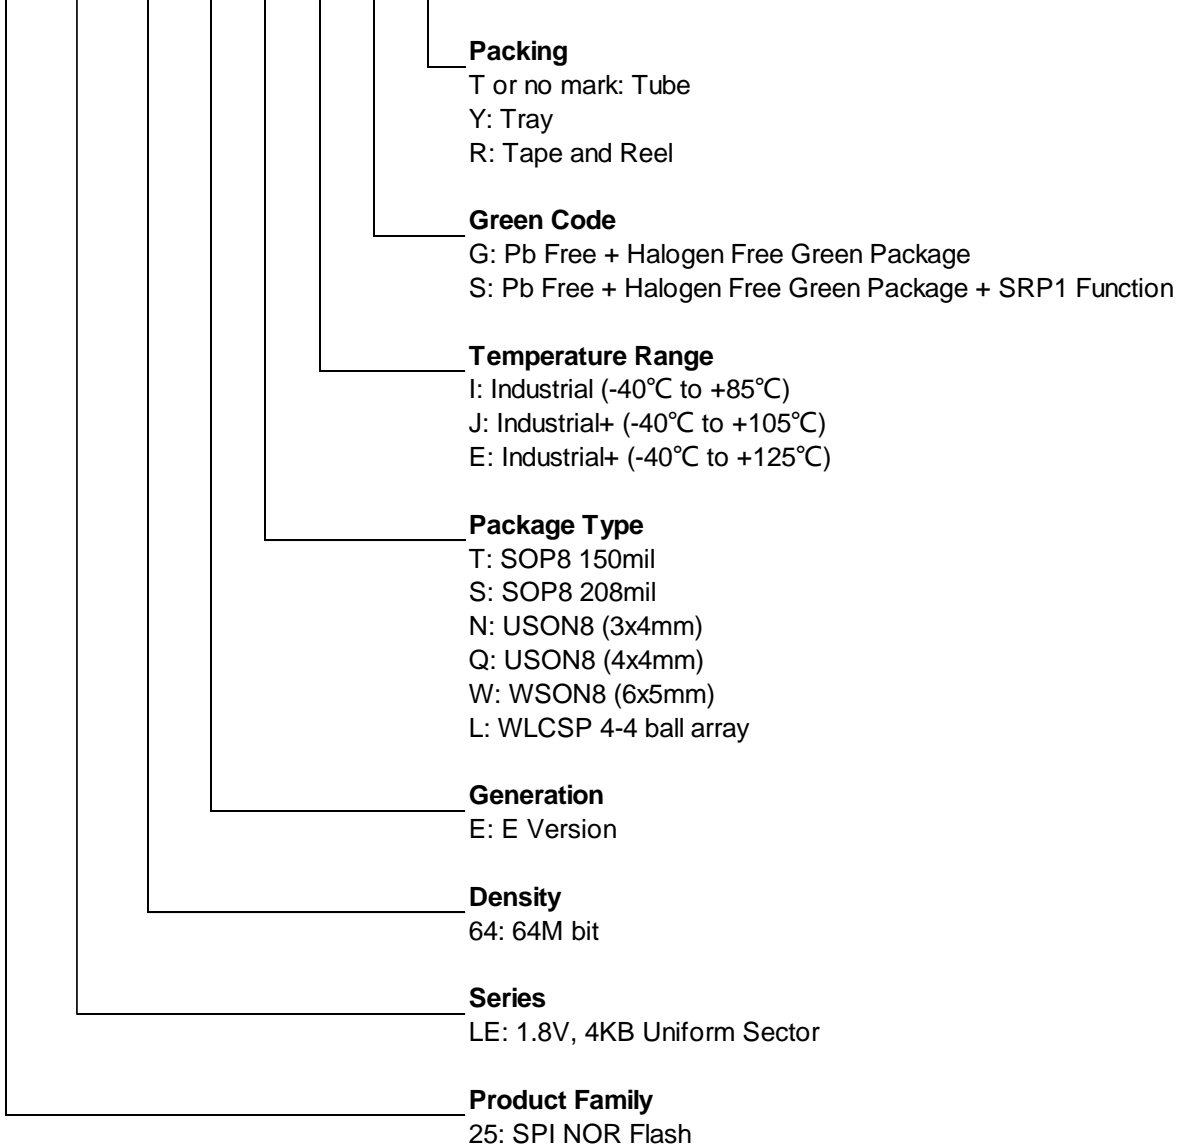 Packing
T or no mark: Tube
Y: Tray
R: Tape and Reel
Green Code
G: Pb Free + Halogen Free Green Package
S: Pb Free + Halogen Free Green Package + SRP1 Function
Temperature Range
I: Industrial (-40℃ to +85℃)
J: Industrial+ (-40℃ to +105℃)
E: Industrial+ (-40℃ to +125℃)
Package Type
T: SOP8 150mil
S: SOP8 208mil
N: USON8 (3x4mm)
Q: USON8 (4x4mm)
W: WSON8 (6x5mm)
L: WLCSP 4-4 ball array
Generation
E: E Version
Density
64: 64M bit
Series
LE: 1.8V, 4KB Uniform Sector
Product Family
25: SPI NOR Flash